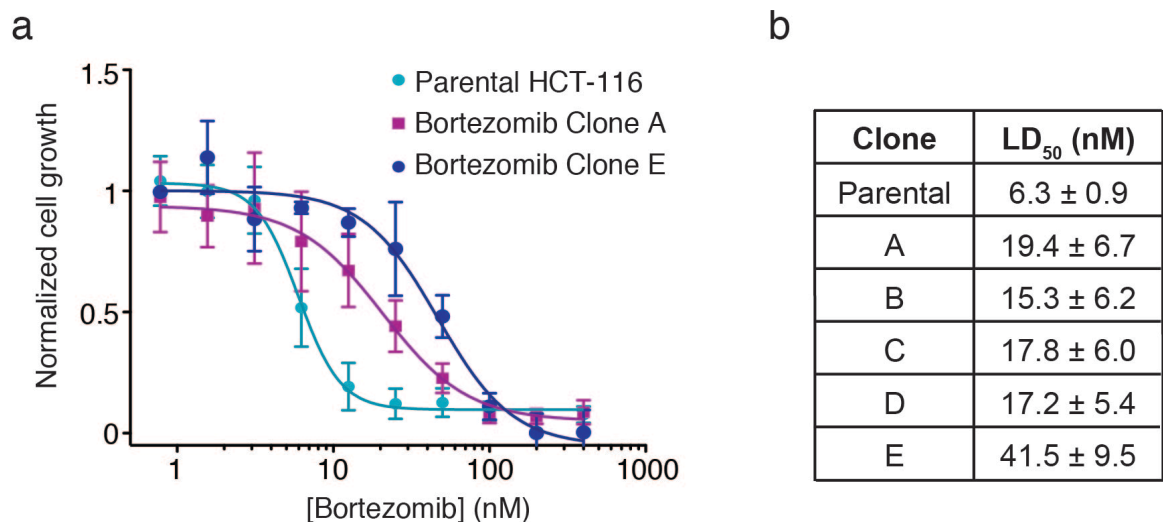 a
Normalized cell growth
1.5
1
0.5
0
Parental HCT-116
Bortezomib Clone A
Bortezomib Clone E
1 10 100 1000
[Bortezomib] (nM)
b
Clone LD50 (nM)
Parental 6.3 ± 0.9
A 19.4 ± 6.7
B 15.3 ± 6.2
C 17.8 ± 6.0
D 17.2 ± 5.4
E 41.5 ± 9.5